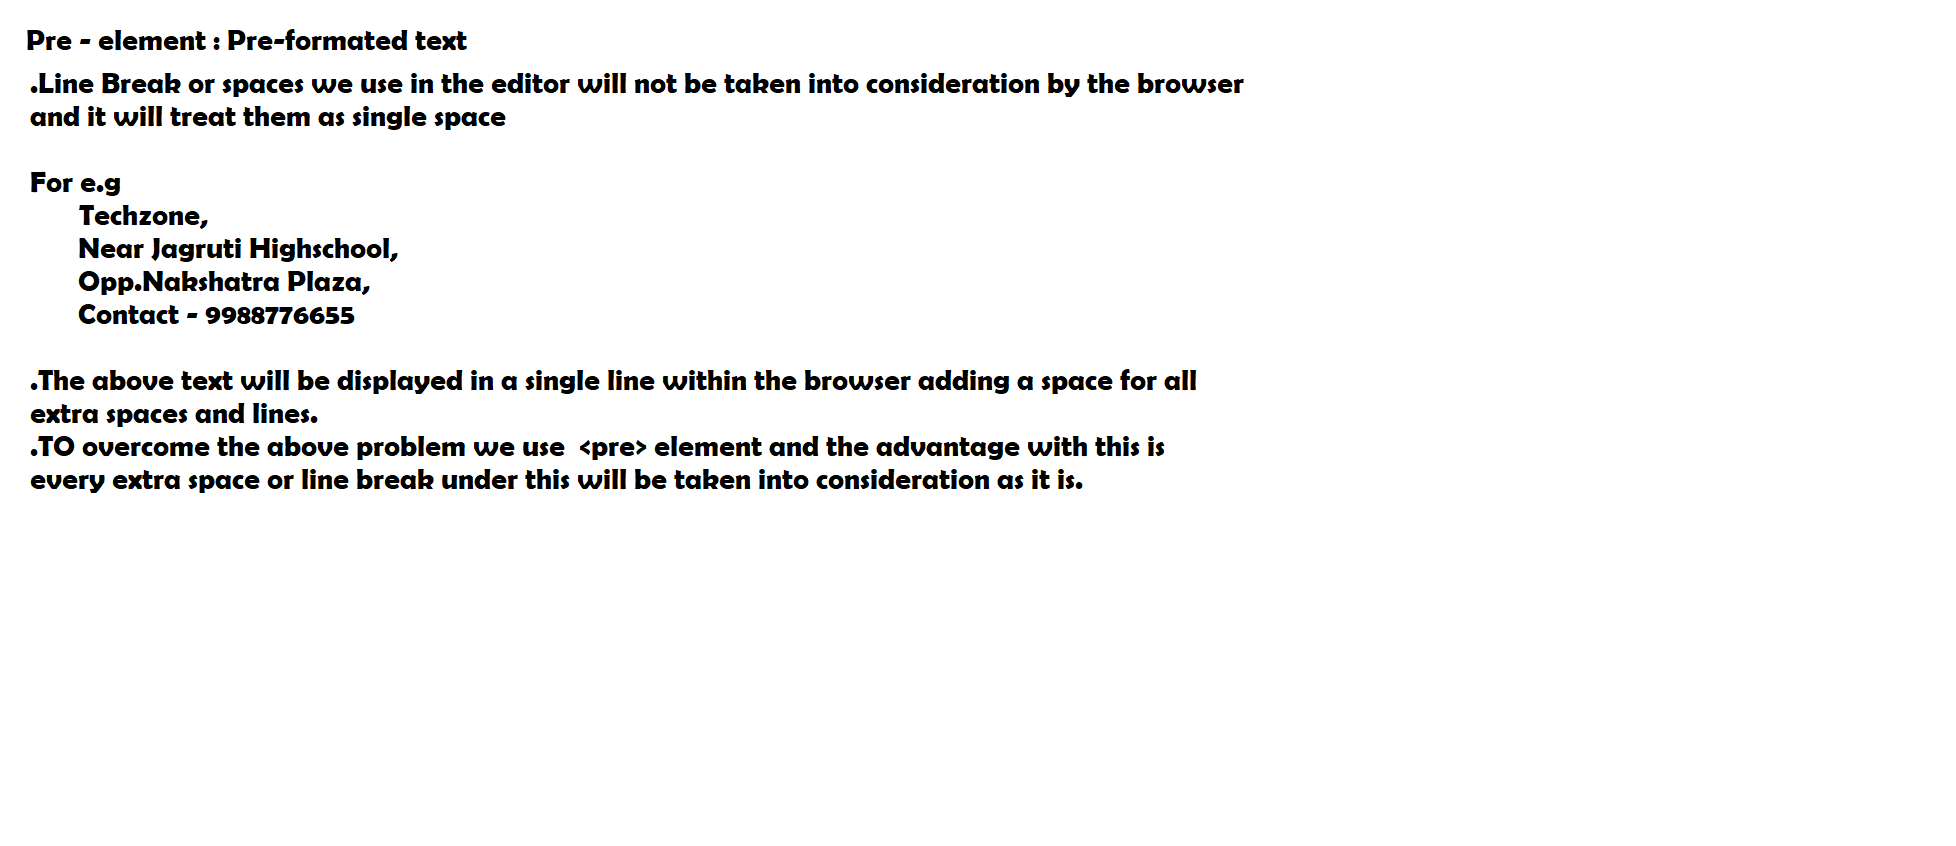 Pre - element : Pre-formated text
.Line Break or spaces we use in the editor will not be taken into consideration by the browser
and it will treat them as single space
For e.g
Techzone,
Near Jagruti Highschool,
Opp.Nakshatra Plaza,
Contact - 9988776655
.The above text will be displayed in a single line within the browser adding a space for all
extra spaces and lines.
.TO overcome the above problem we use  <pre> element and the advantage with this is
every extra space or line break under this will be taken into consideration as it is.